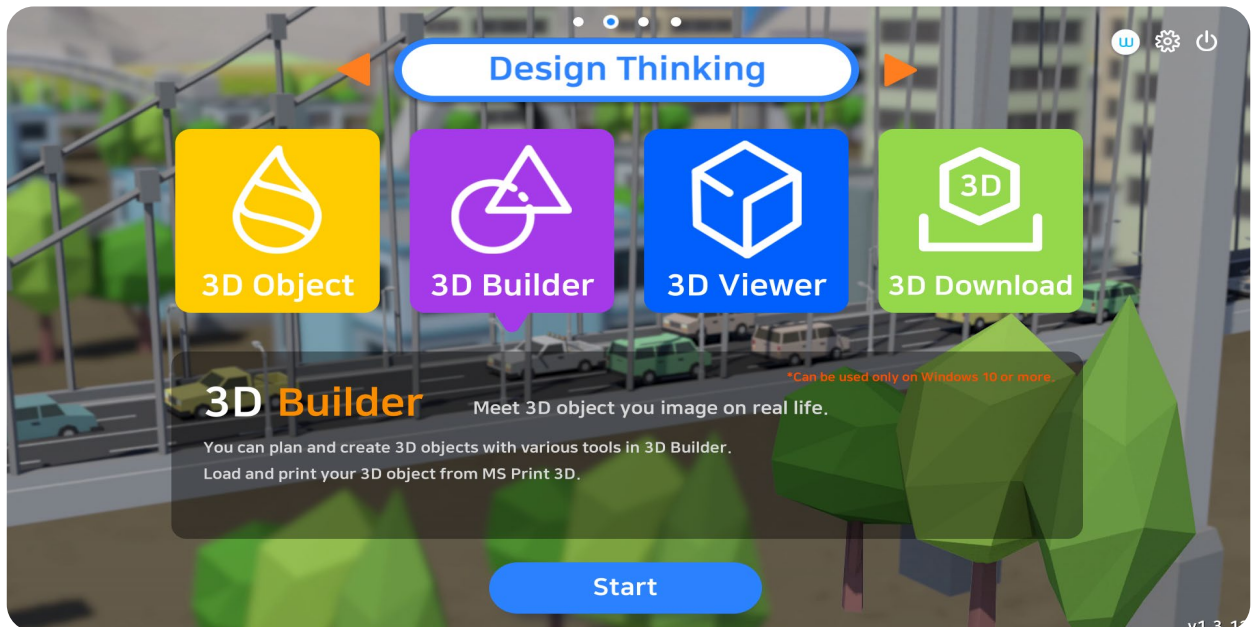 Design Thinking
W
3D
3D Object
3D Builder
3D Viewer
3D Download
*Can be used only on Windows 10 or more.
3D Builder
Meet 3D object you image on real life.
You can plan and create 3D objects with various tools in 3D Builder.
Load and print your 3D object from MS Print 3D.
Start